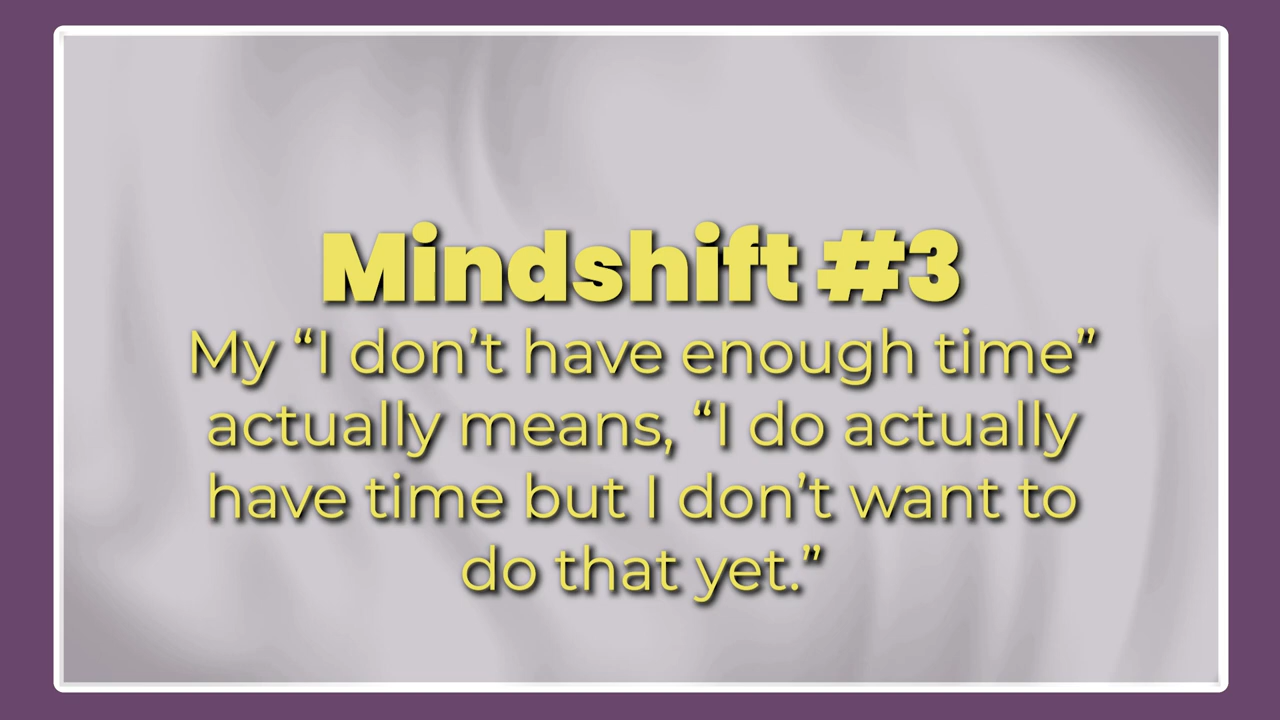 Mindshift #3
My “I don’t have enough time”
actually means, “I do actually
have time but I don’t want to
do that yet.”